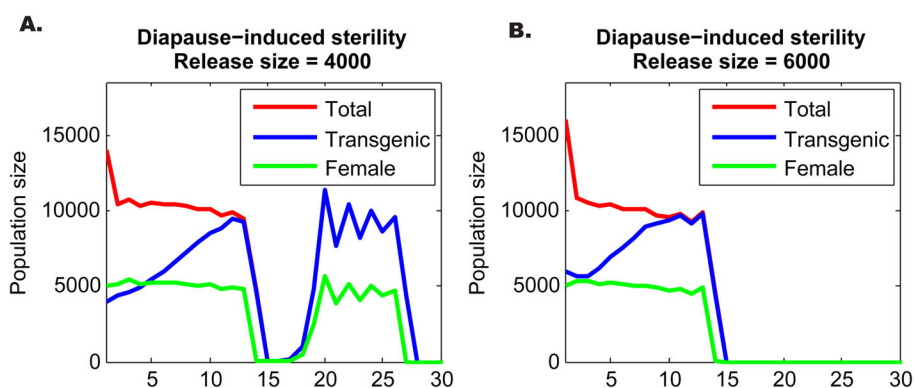 A.
Diapause−induced sterility
Release size = 4000
Population size
15000
10000
5000
0
Total
Transgenic
Female
5 10 15 20 25 30
B.
Diapause−induced sterility
Release size = 6000
Population size
15000
10000
5000
0
Total
Transgenic
Female
5 10 15 20 25 30